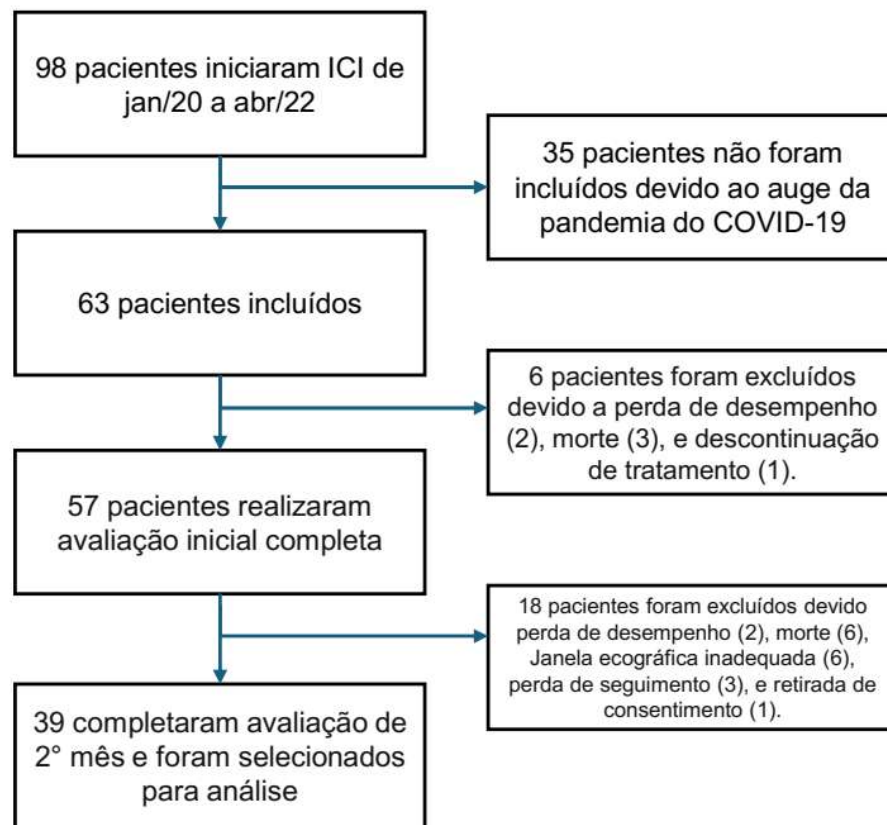 98 pacientes iniciaram ICI de
jan/20 a abr/22
35 pacientes não foram
incluídos devido ao auge da
pandemia do COVID-19
63 pacientes incluídos
6 pacientes foram excluídos
devido a perda de desempenho
(2), morte (3), e descontinuação
de tratamento (1).
57 pacientes realizaram
avaliação inicial completa
18 pacientes foram excluídos devido
perda de desempenho (2), morte (6),
Janela ecográfica inadequada (6),
perda de seguimento (3), e retirada de
consentimento (1).
39 completaram avaliação de
2° mês e foram selecionados
para análise